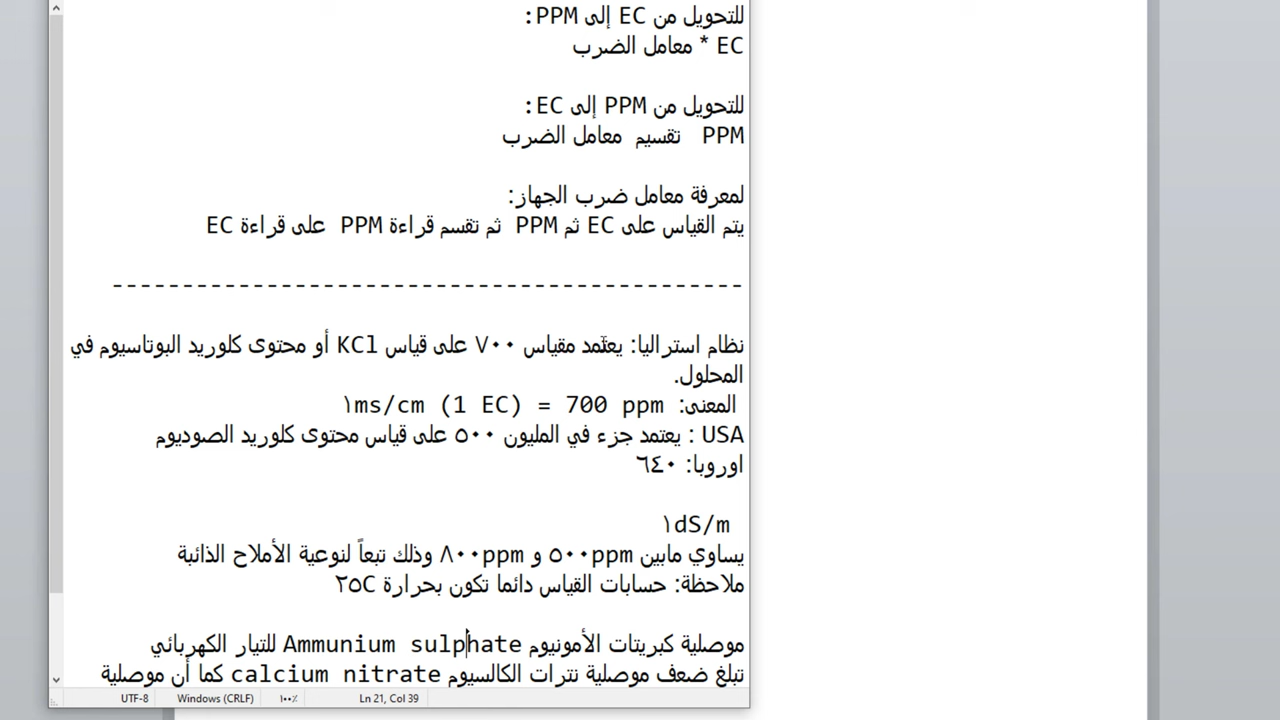 للتحويل من EC إلى PPM:
EC * معامل الضرب
للتحويل من PPM إلى EC:
PPM تقسيم معامل الضرب
لمعرفة معامل ضرب الجهاز:
يتم القياس على EC ثم PPM ثم تقسم قراءة PPM على قراءة EC
---------------------------------------------
نظام استراليا: يعتمد مقياس ٧٠٠ على قياس KCl أو محتوى كلوريد البوتاسيوم في
المحلول.
المعنى: ١ms/cm (1 EC) = 700 ppm
USA : يعتمد جزء في المليون ٥٠٠ على قياس محتوى كلوريد الصوديوم
اوروبا: ٦٤٠
١dS/m
يساوي مابين ٥٠٠ppm و ٨٠٠ppm وذلك تبعاً لنوعية الأملاح الذائبة
ملاحظة: حسابات القياس دائما تكون بحرارة ٢٥C
موصلية كبريتات الأمونيوم Ammunium sulphate للتيار الكهربائي
تبلغ ضعف موصلية نترات الكالسيوم calcium nitrate كما أن موصلية
UTF-8 Windows (CRLF) ١٠٠٪ Ln 21, Col 39